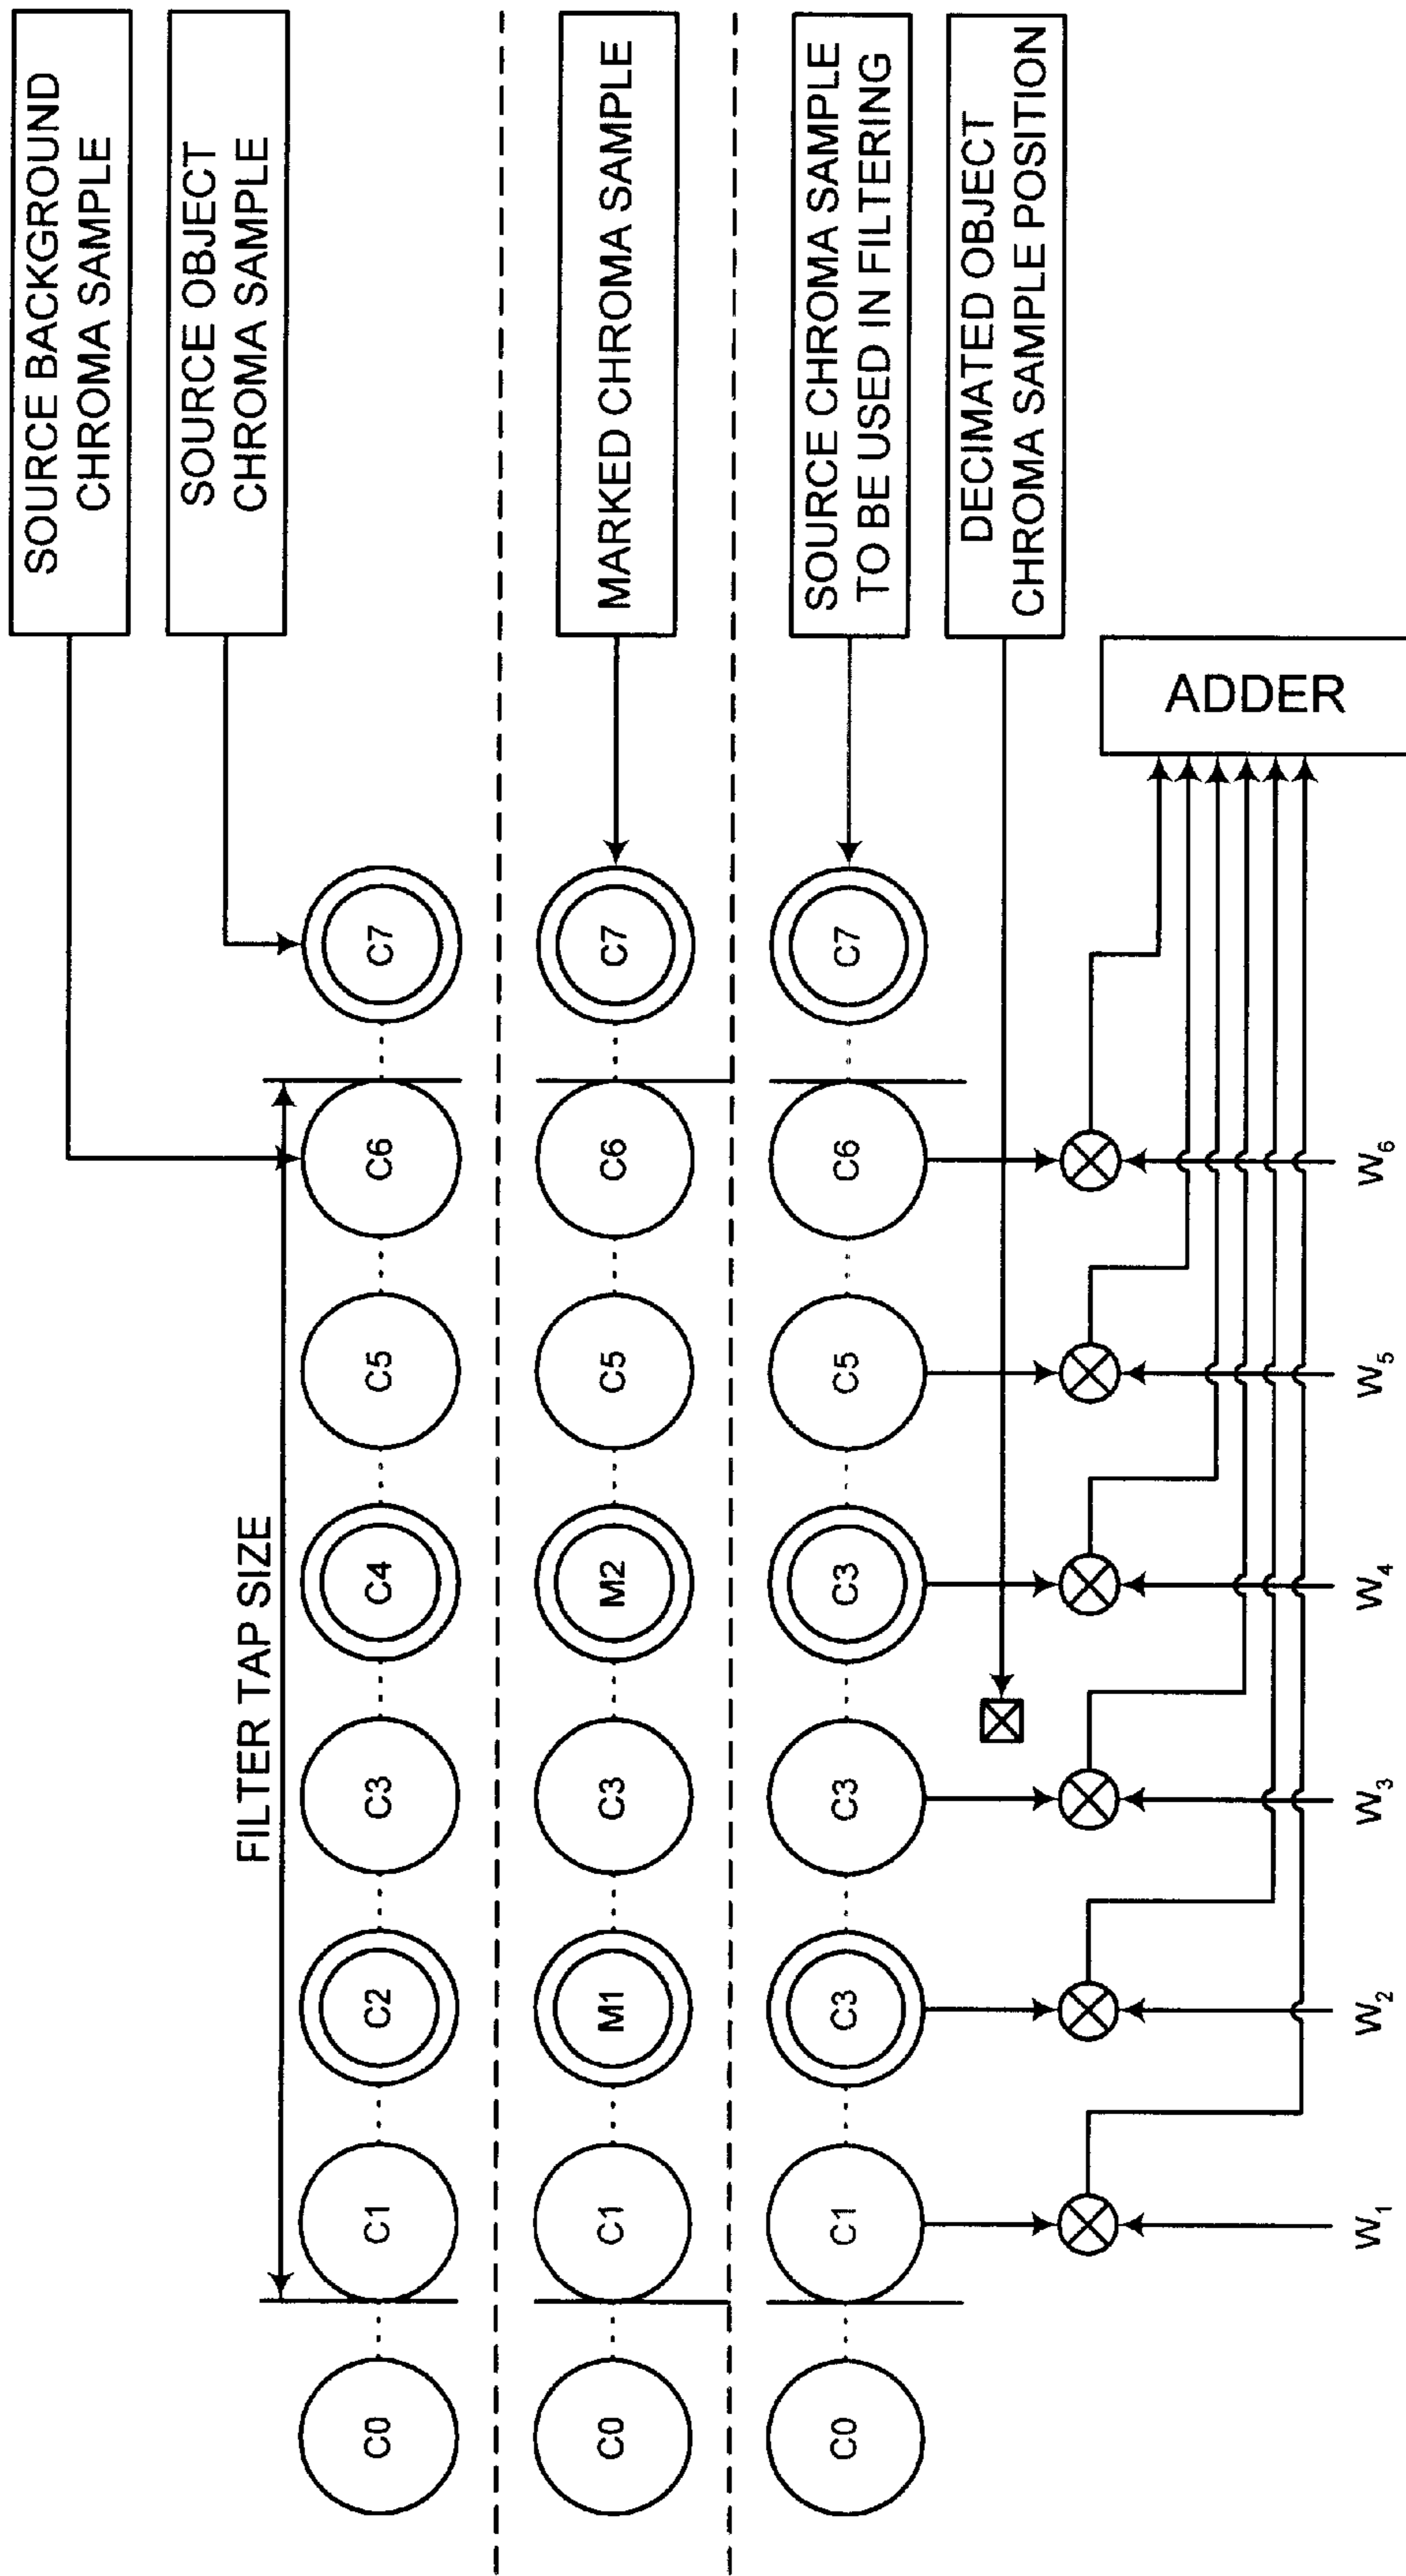 SOURCE BACKGROUND
CHROMA SAMPLE
SOURCE OBJECT
CHROMA SAMPLE
FILTER TAP SIZE
C0 C1 C2 C3 C4 C5 C6 C7
MARKED CHROMA SAMPLE
C0 C1 M1 C3 M2 C5 C6 C7
SOURCE CHROMA SAMPLE
TO BE USED IN FILTERING
C0 C1 C3 C3 C3 C5 C6 C7
DECIMATED OBJECT
CHROMA SAMPLE POSITION
ADDER
W1 W2 W3 W4 W5 W6